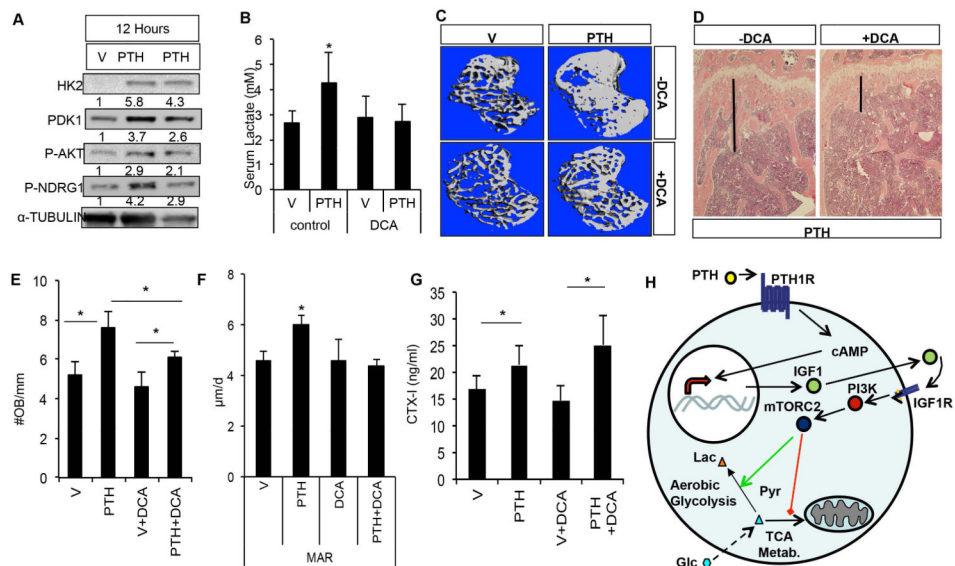 A
12 Hours
V PTH PTH
HK2
1 5.8 4.3
PDK1
1 3.7 2.6
P-AKT
1 2.9 2.1
P-NDRG1
1 4.2 2.9
α-TUBULIN
B
Serum Lactate (mM)
6
5
4
3
2
1
0
*
V PTH V PTH
control DCA
C
V PTH
-DCA
+DCA
D
-DCA +DCA
PTH
E
#OB/mm
10
8
6
4
2
0
* * *
V PTH V+DCA PTH+DCA
F
µm/d
8
6
4
2
0
*
V PTH DCA PTH+DCA
MAR
G
CTX-I (ng/ml)
35
30
25
20
15
10
5
0
* *
V PTH V+DCA PTH +DCA
H
PTH
PTH1R
cAMP
IGF1
PI3K
IGF1R
mTORC2
Lac
Aerobic
Glycolysis
Pyr
TCA
Metab.
Glc